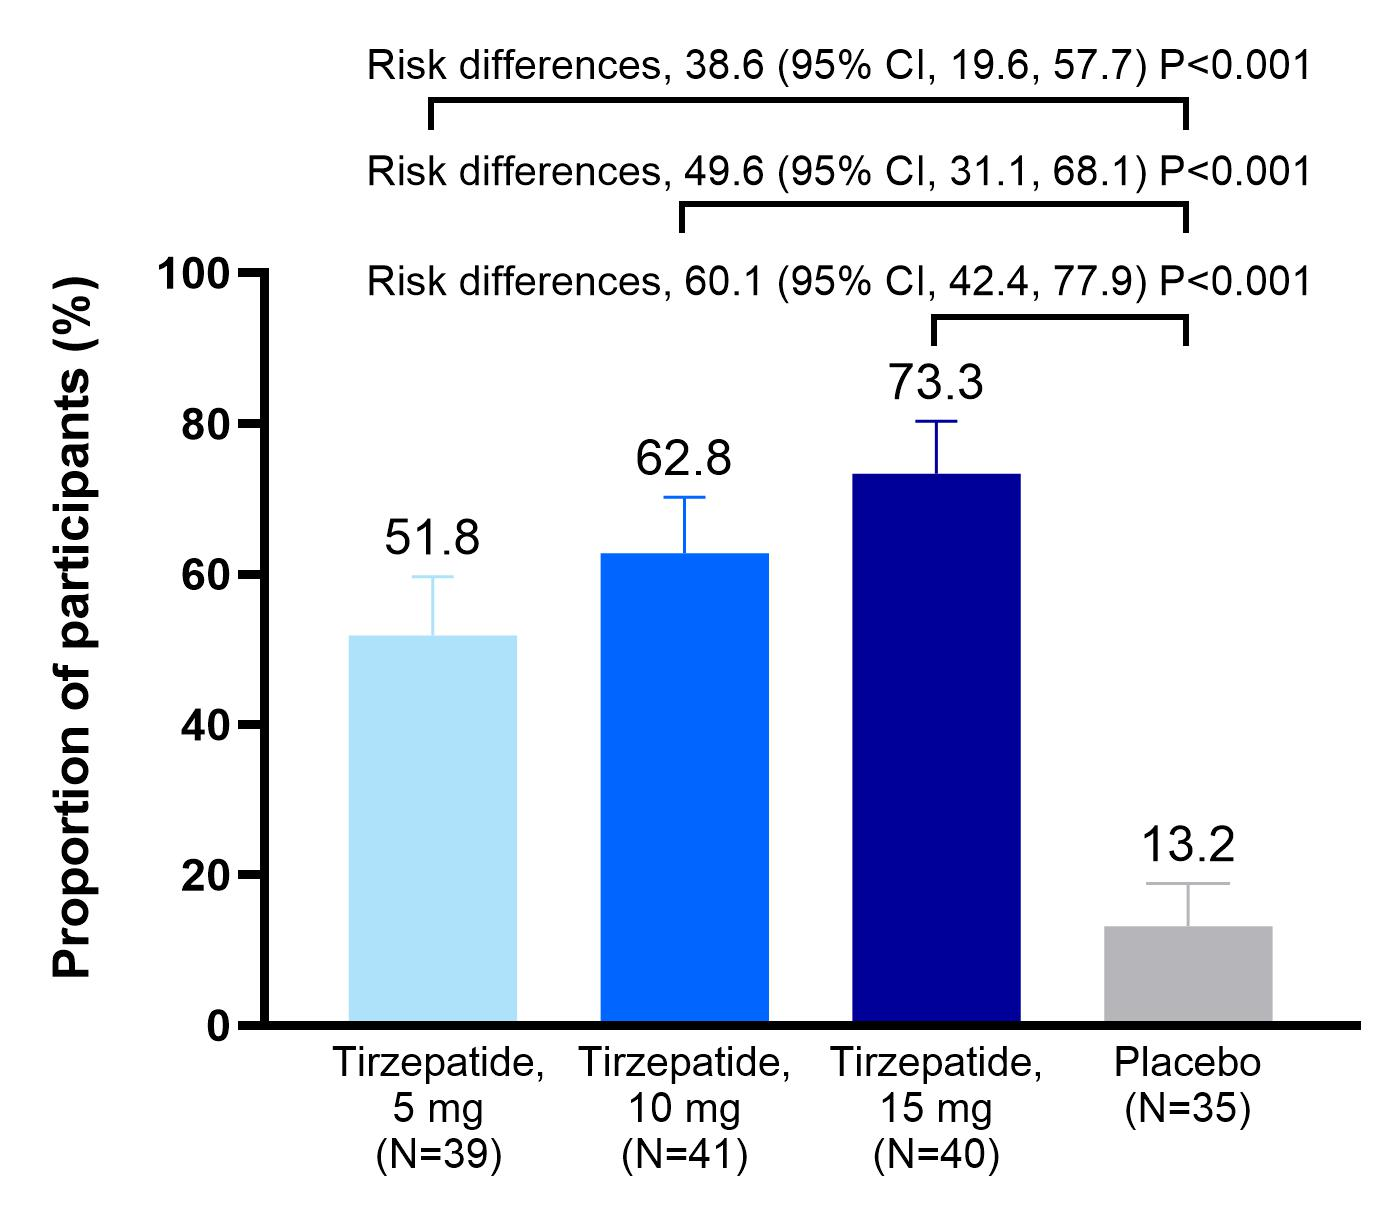 Risk differences, 38.6 (95% CI, 19.6, 57.7) P<0.001
Risk differences, 49.6 (95% CI, 31.1, 68.1) P<0.001
Risk differences, 60.1 (95% CI, 42.4, 77.9) P<0.001
Proportion of participants (%)
100
80
60
40
20
0
51.8
62.8
73.3
13.2
Tirzepatide,
5 mg
(N=39)
Tirzepatide,
10 mg
(N=41)
Tirzepatide,
15 mg
(N=40)
Placebo
(N=35)